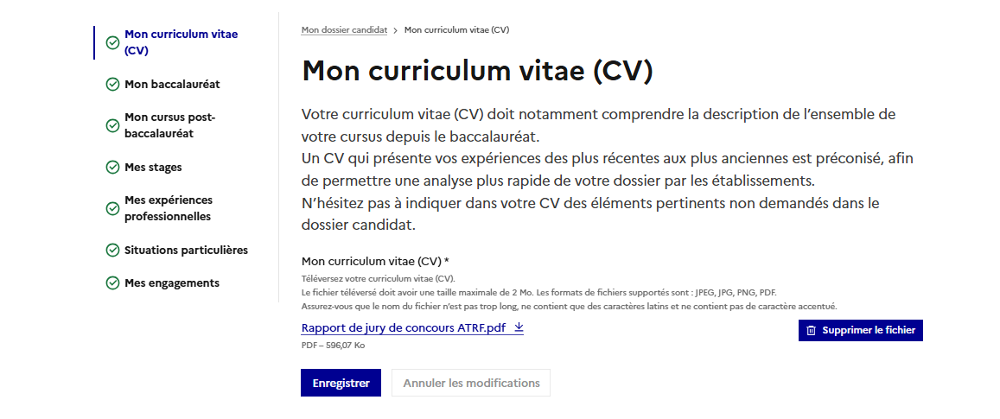 Mon curriculum vitae
(CV)
Mon baccalauréat
Mon cursus post-
baccalauréat
Mes stages
Mes expériences
professionnelles
Situations particulières
Mes engagements
Mon dossier candidat > Mon curriculum vitae (CV)
Mon curriculum vitae (CV)
Votre curriculum vitae (CV) doit notamment comprendre la description de l’ensemble de
votre cursus depuis le baccalauréat.
Un CV qui présente vos expériences des plus récentes aux plus anciennes est préconisé, afin
de permettre une analyse plus rapide de votre dossier par les établissements.
N’hésitez pas à indiquer dans votre CV des éléments pertinents non demandés dans le
dossier candidat.
Mon curriculum vitae (CV) *
Téléversez votre curriculum vitae (CV).
Le fichier téléversé doit avoir une taille maximale de 2 Mo. Les formats de fichiers supportés sont : JPEG, JPG, PNG, PDF.
Assurez-vous que le nom du fichier n’est pas trop long, ne contient que des caractères latins et ne contient pas de caractère accentué.
Rapport de jury de concours ATRF.pdf
Supprimer le fichier
PDF – 596,07 Ko
Enregistrer
Annuler les modifications